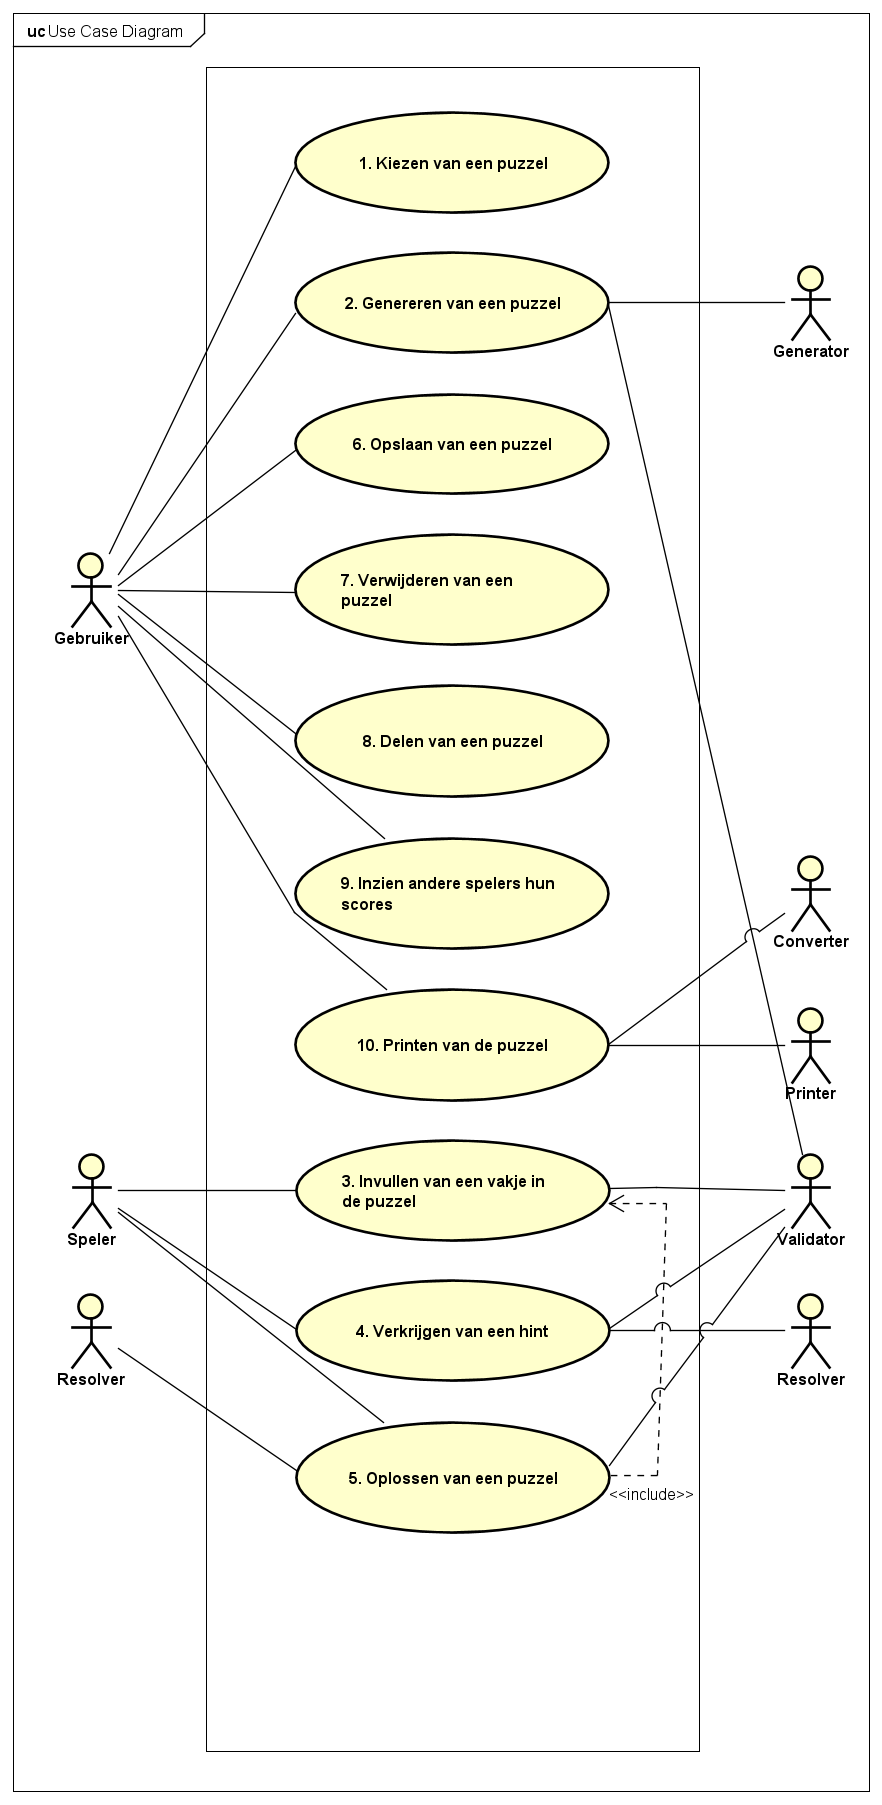 uc Use Case Diagram
1. Kiezen van een puzzel
2. Genereren van een puzzel
Generator
6. Opslaan van een puzzel
7. Verwijderen van een
puzzel
Gebruiker
8. Delen van een puzzel
9. Inzien andere spelers hun
scores
Converter
10. Printen van de puzzel
Printer
3. Invullen van een vakje in
de puzzel
Speler
Validator
4. Verkrijgen van een hint
Resolver
Resolver
5. Oplossen van een puzzel
<<include>>